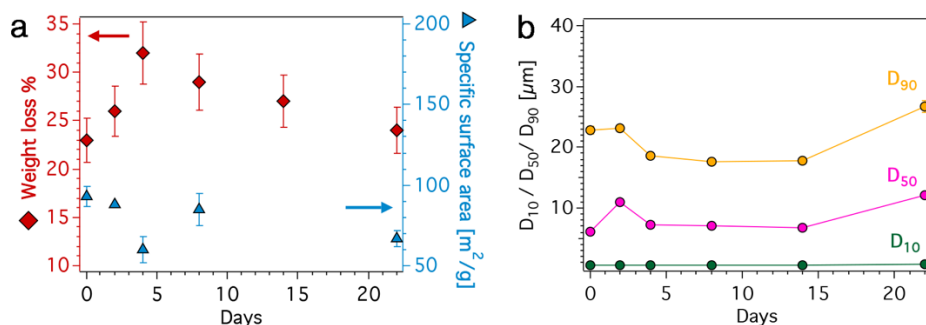 a
35
30
25
20
15
10
Weight loss %
200
150
100
50
Specific surface area [m²/g]
0 5 10 15 20
Days
b
40
30
20
10
D₁₀ / D₅₀/ D₉₀ [µm]
D₉₀
D₅₀
D₁₀
0 5 10 15 20
Days